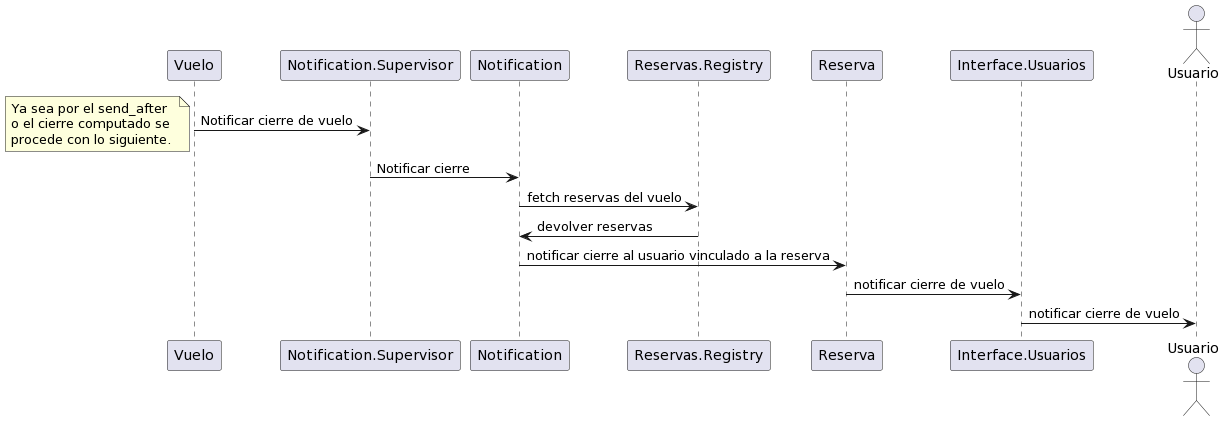 Usuario
Vuelo
Notification.Supervisor
Notification
Reservas.Registry
Reserva
Interface.Usuarios
Ya sea por el send_after
o el cierre computado se
procede con lo siguiente.
Notificar cierre de vuelo
Notificar cierre
fetch reservas del vuelo
devolver reservas
notificar cierre al usuario vinculado a la reserva
notificar cierre de vuelo
notificar cierre de vuelo
Vuelo
Notification.Supervisor
Notification
Reservas.Registry
Reserva
Interface.Usuarios
Usuario